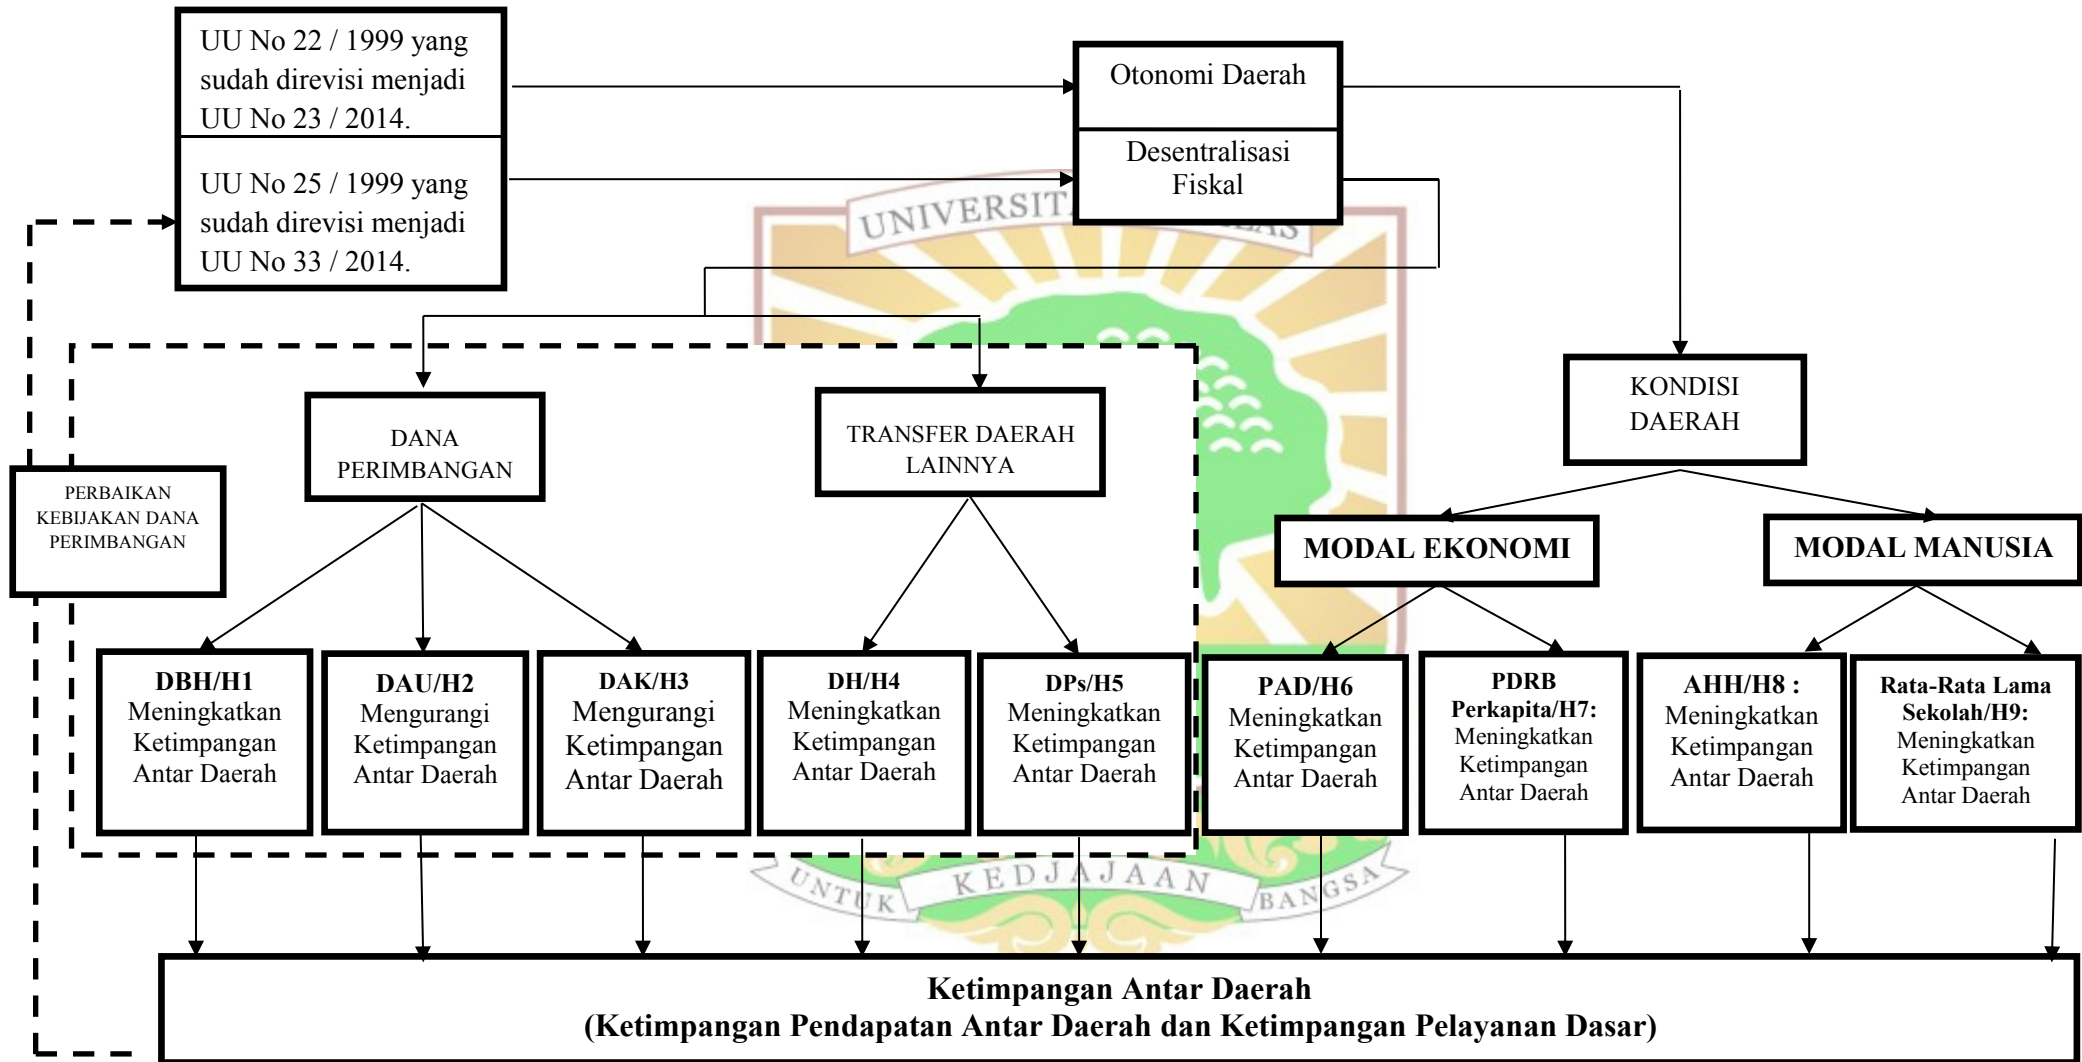 UU No 22 / 1999 yang
sudah direvisi menjadi
UU No 23 / 2014.
UU No 25 / 1999 yang
sudah direvisi menjadi
UU No 33 / 2014.
Otonomi Daerah
Desentralisasi
Fiskal
DANA
PERIMBANGAN
TRANSFER DAERAH
LAINNYA
KONDISI
DAERAH
PERBAIKAN
KEBIJAKAN DANA
PERIMBANGAN
MODAL EKONOMI
MODAL MANUSIA
DBH/H1
Meningkatkan
Ketimpangan
Antar Daerah
DAU/H2
Mengurangi
Ketimpangan
Antar Daerah
DAK/H3
Mengurangi
Ketimpangan
Antar Daerah
DH/H4
Meningkatkan
Ketimpangan
Antar Daerah
DPs/H5
Meningkatkan
Ketimpangan
Antar Daerah
PAD/H6
Meningkatkan
Ketimpangan
Antar Daerah
PDRB
Perkapita/H7:
Meningkatkan
Ketimpangan
Antar Daerah
AHH/H8 :
Meningkatkan
Ketimpangan
Antar Daerah
Rata-Rata Lama
Sekolah/H9:
Meningkatkan
Ketimpangan
Antar Daerah
UNTUK KEDJAJAAN BANGSA
Ketimpangan Antar Daerah
(Ketimpangan Pendapatan Antar Daerah dan Ketimpangan Pelayanan Dasar)